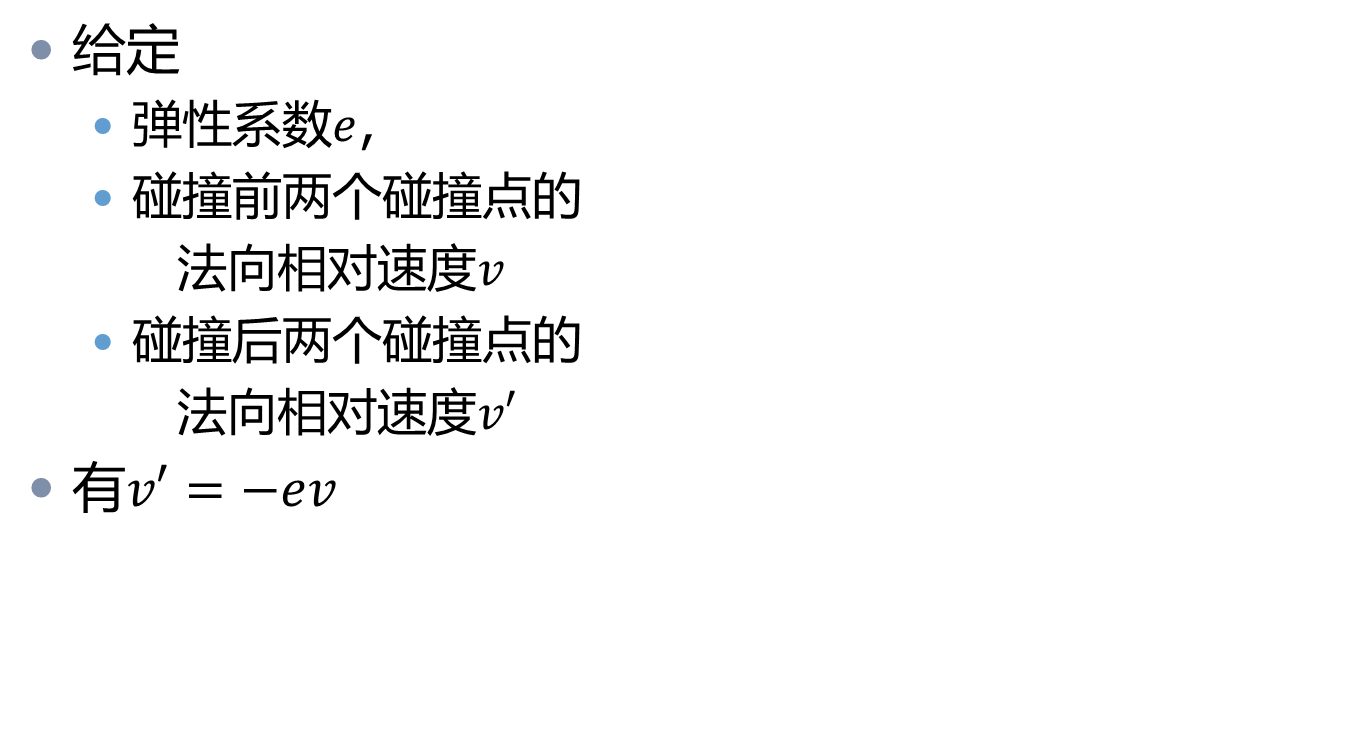 给定
弹性系数e,
碰撞前两个碰撞点的
法向相对速度v
碰撞后两个碰撞点的
法向相对速度v′
有v′ = −ev